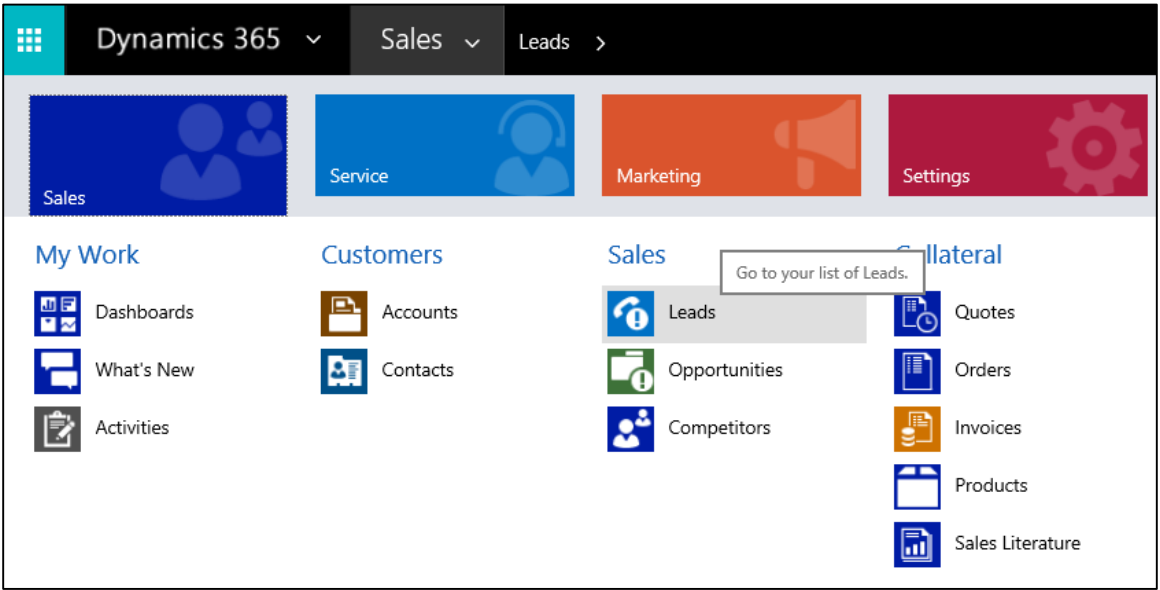 Dynamics 365 Sales Leads
Sales Service Marketing Settings
My Work
Dashboards
What's New
Activities
Customers
Accounts
Contacts
Sales
Go to your list of Leads.
Leads
Opportunities
Competitors
llateral
Quotes
Orders
Invoices
Products
Sales Literature